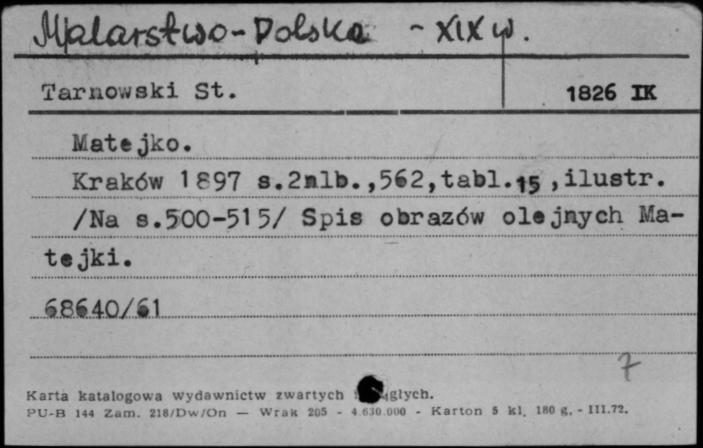 Malarstwo - Polska - XIX w.
Tarnowski St. 1826 IK
Matejko.
Kraków 1897 s.2nlb.,562,tabl.15,ilustr.
/Na s.500-515/ Spis obrazów olejnych Ma-
tejki.
68640/61
7
Karta katalogowa wydawnictw zwartych
PU-B 144 Zam. 218/Dw/On — Wrak 205 - 4.630.000 - Karton 5 kl. 180 g. - III.72.